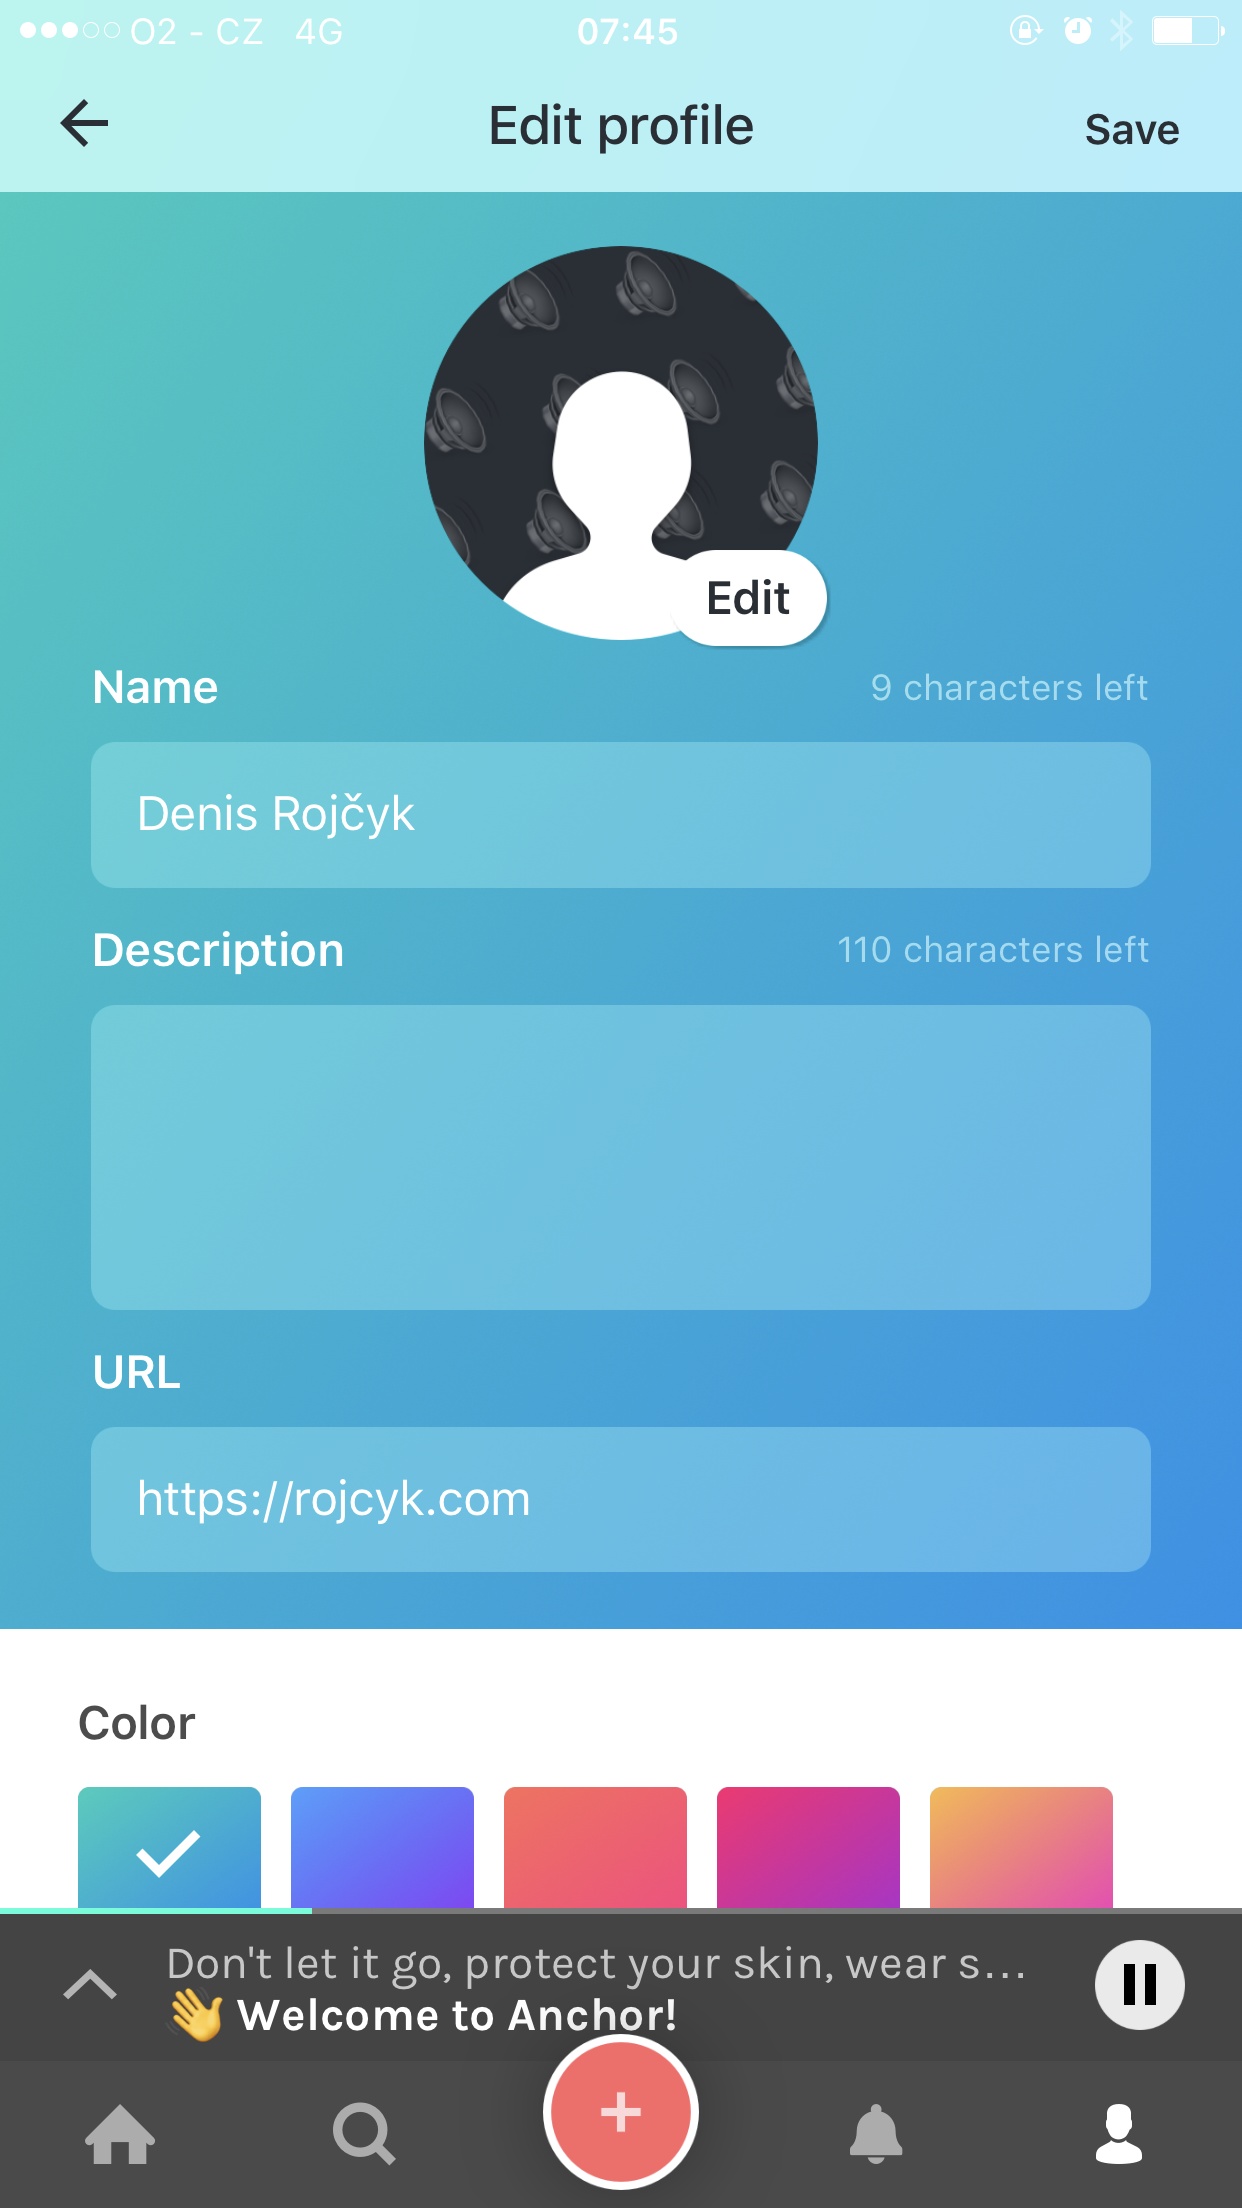 O2 - CZ 4G 07:45
Edit profile Save
Edit
Name 9 characters left
Denis Rojčyk
Description 110 characters left
URL
https://rojcyk.com
Color
Don't let it go, protect your skin, wear s...
👋 Welcome to Anchor!